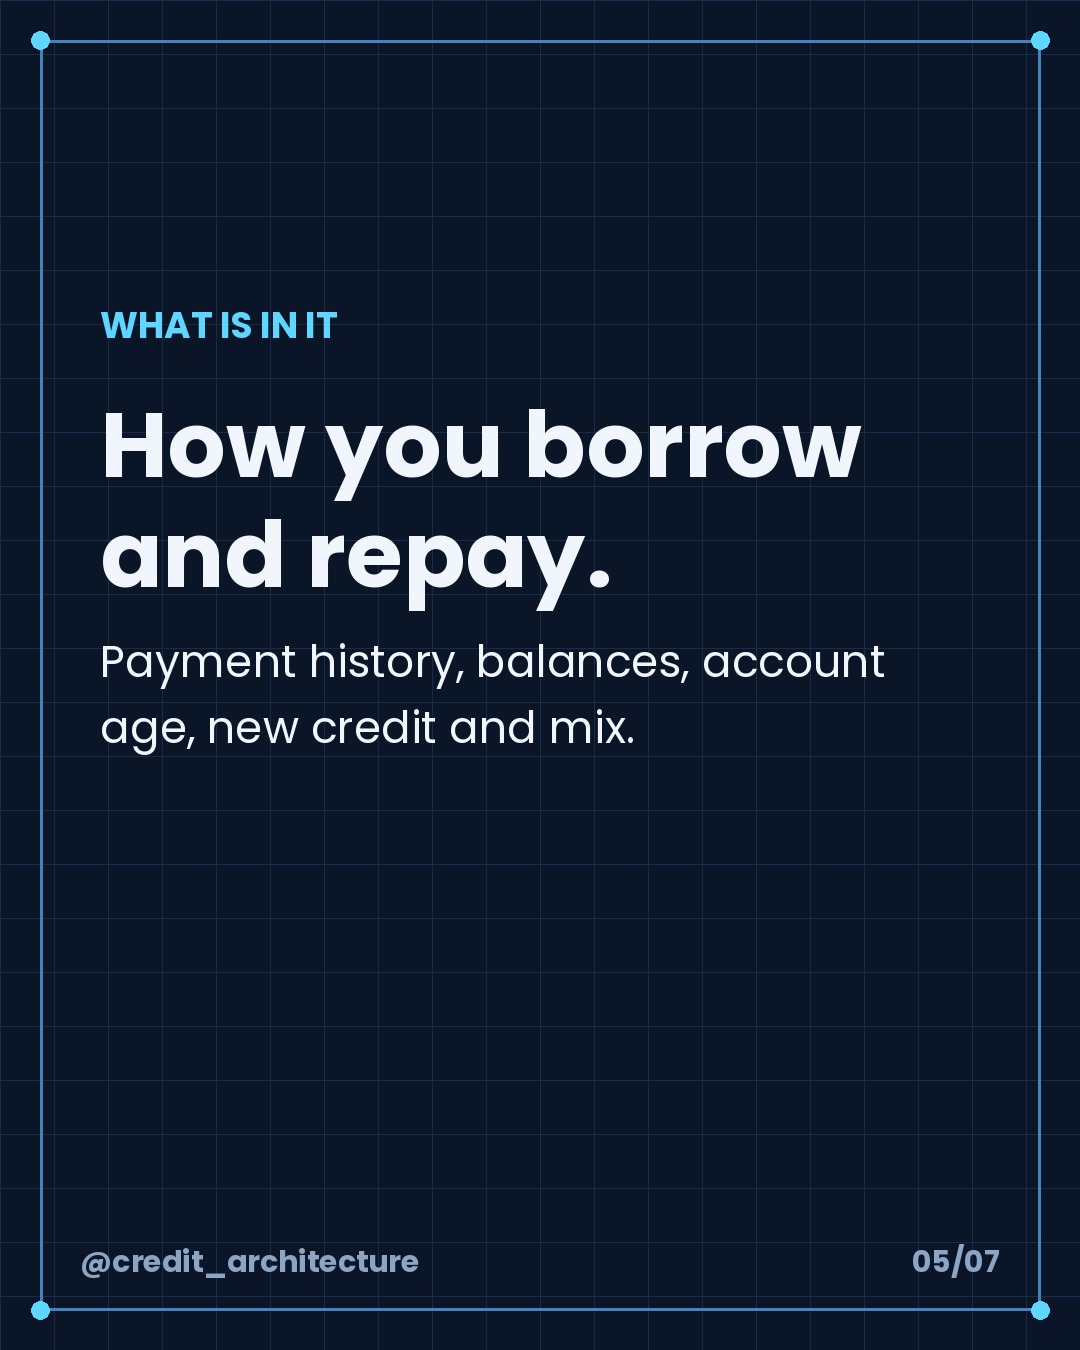 WHAT IS IN IT
How you borrow
and repay.
Payment history, balances, account
age, new credit and mix.
@credit_architecture
05/07